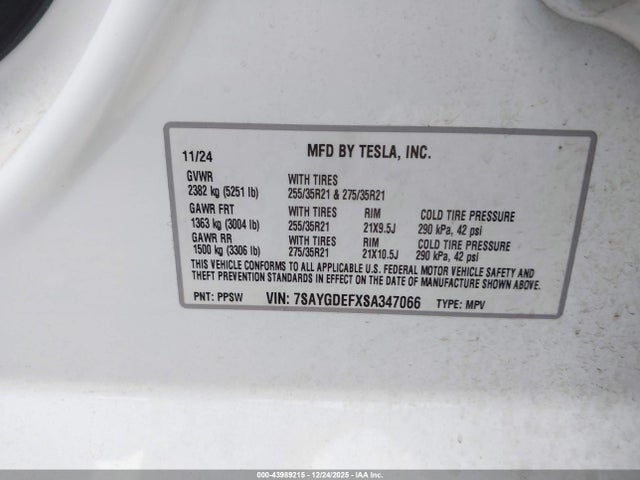 11/24 MFD BY TESLA, INC.
GVWR WITH TIRES
2382 kg (5251 lb) 255/35R21 & 275/35R21
GAWR FRT WITH TIRES RIM COLD TIRE PRESSURE
1363 kg (3004 lb) 255/35R21 21X9.5J 290 kPa, 42 psi
GAWR RR WITH TIRES RIM COLD TIRE PRESSURE
1500 kg (3306 lb) 275/35R21 21X10.5J 290 kPa, 42 psi
THIS VEHICLE CONFORMS TO ALL APPLICABLE U.S. FEDERAL MOTOR VEHICLE SAFETY AND
THEFT PREVENTION STANDARDS IN EFFECT ON THE DATE OF MANUFACTURE SHOWN ABOVE.
PNT: PPSW VIN: 7SAYGDEFXSA347066 TYPE: MPV
000-43989215 - 12/24/2025 - IAA Inc.